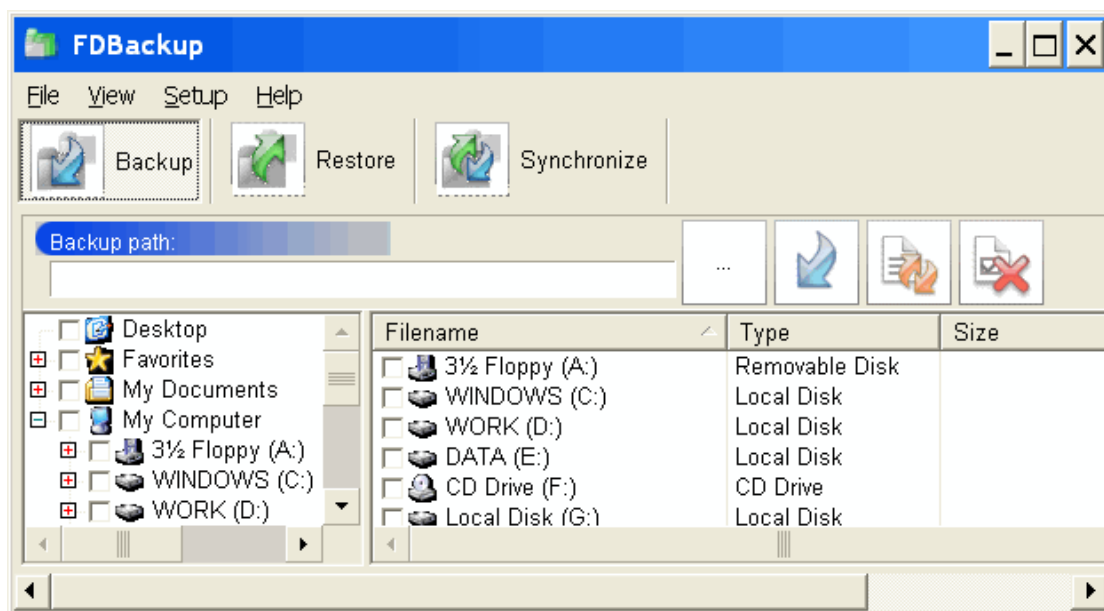 FDBackup
File View Setup Help
Backup Restore Synchronize
Backup path:
...
Desktop
Favorites
My Documents
My Computer
3½ Floppy (A:)
WINDOWS (C:)
WORK (D:)
Filename Type Size
3½ Floppy (A:) Removable Disk
WINDOWS (C:) Local Disk
WORK (D:) Local Disk
DATA (E:) Local Disk
CD Drive (F:) CD Drive
Local Disk (G:) Local Disk